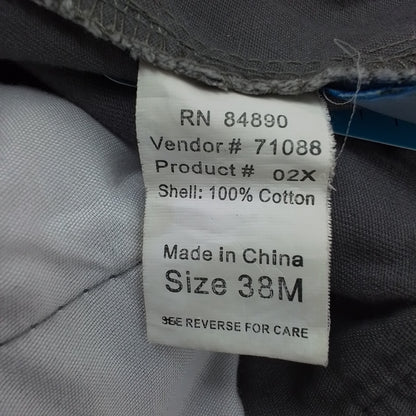 RN 84890
Vendor# 71088
Product# 02X
Shell: 100% Cotton
Made in China
Size 38M
SEE REVERSE FOR CARE